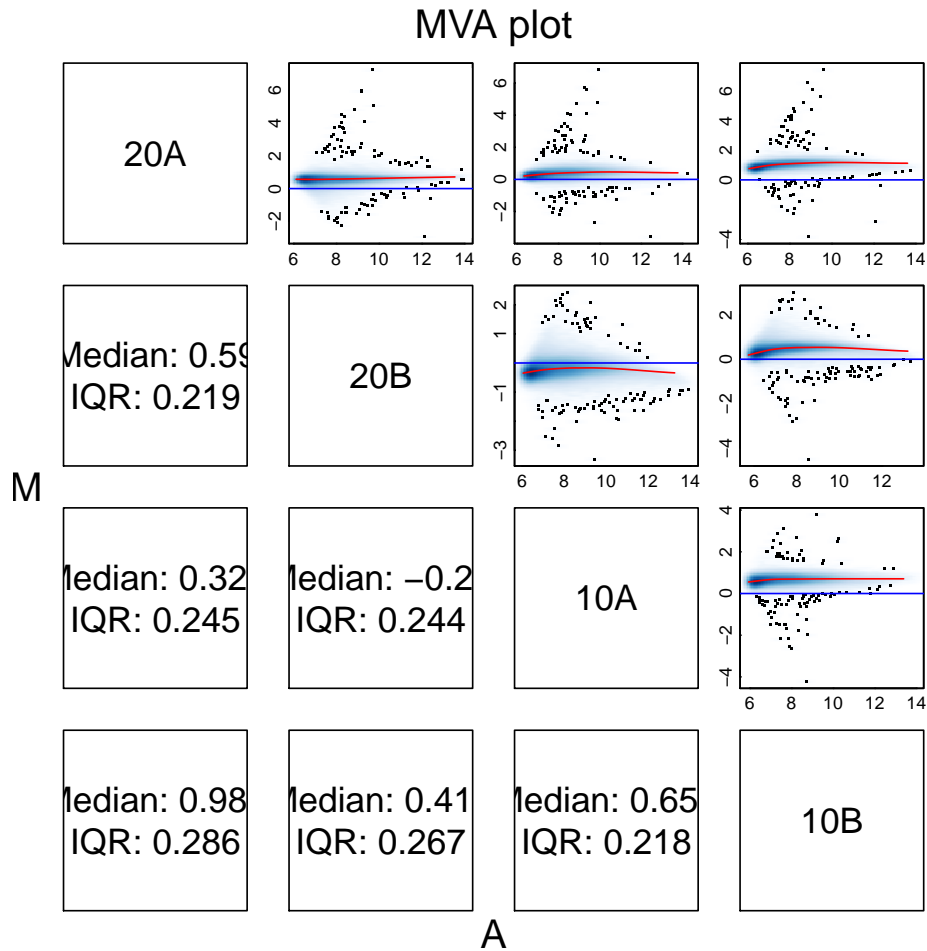 MVA plot
20A
−2 0 2 4 6
6 8 10 12 14
−2 0 2 4 6
6 8 10 12 14
−4 0 2 4 6
6 8 10 12 14
Median: 0.59
IQR: 0.219
20B
−3 −1 1 2
6 8 10 12 14
−4 −2 0 2
6 8 10 12
M
Median: 0.32
IQR: 0.245
Median: −0.2
IQR: 0.244
10A
−4 −2 0 2 4
6 8 10 12 14
Median: 0.98
IQR: 0.286
Median: 0.41
IQR: 0.267
Median: 0.65
IQR: 0.218
10B
A